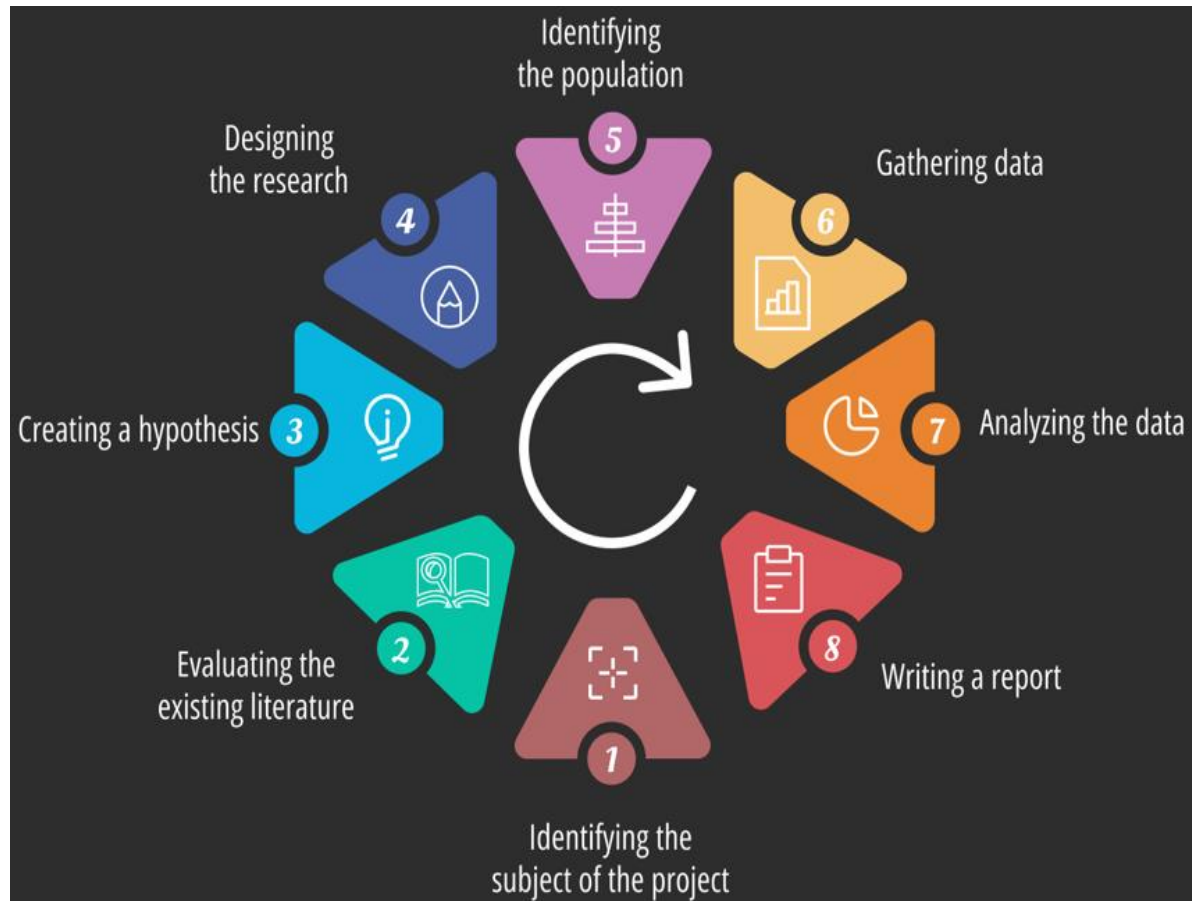 Identifying the
subject of the project
1
Evaluating the
existing literature
2
Creating a hypothesis
3
Designing
the research
4
Identifying
the population
5
Gathering data
6
Analyzing the data
7
Writing a report
8